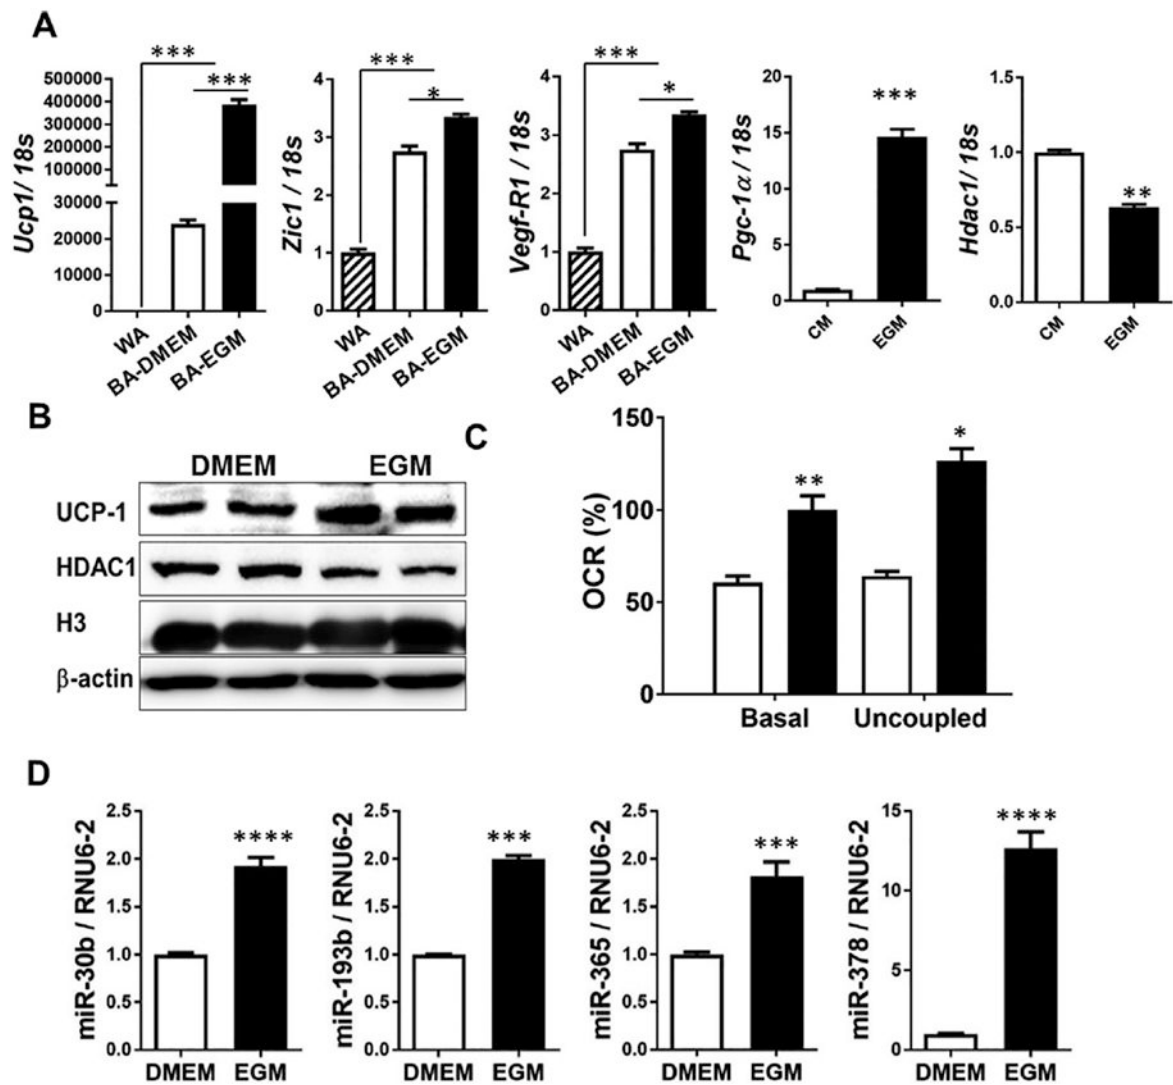 A
Ucp1/ 18s
500000
400000
300000
200000
100000
30000
20000
10000
0
***
***
WA
BA-DMEM
BA-EGM
Zic1 / 18s
4
3
2
1
0
***
*
WA
BA-DMEM
BA-EGM
Vegf-R1 / 18s
4
3
2
1
0
***
*
WA
BA-DMEM
BA-EGM
Pgc-1α / 18s
20
15
10
5
0
***
CM
EGM
Hdac1/ 18s
1.5
1.0
0.5
0.0
**
CM
EGM
B
DMEM EGM
UCP-1
HDAC1
H3
β-actin
C
OCR (%)
150
100
50
0
**
*
Basal Uncoupled
D
miR-30b / RNU6-2
2.5
2.0
1.5
1.0
0.5
0.0
****
DMEM EGM
miR-193b / RNU6-2
2.5
2.0
1.5
1.0
0.5
0.0
***
DMEM EGM
miR-365 / RNU6-2
2.5
2.0
1.5
1.0
0.5
0.0
***
DMEM EGM
miR-378 / RNU6-2
15
10
5
0
****
DMEM EGM